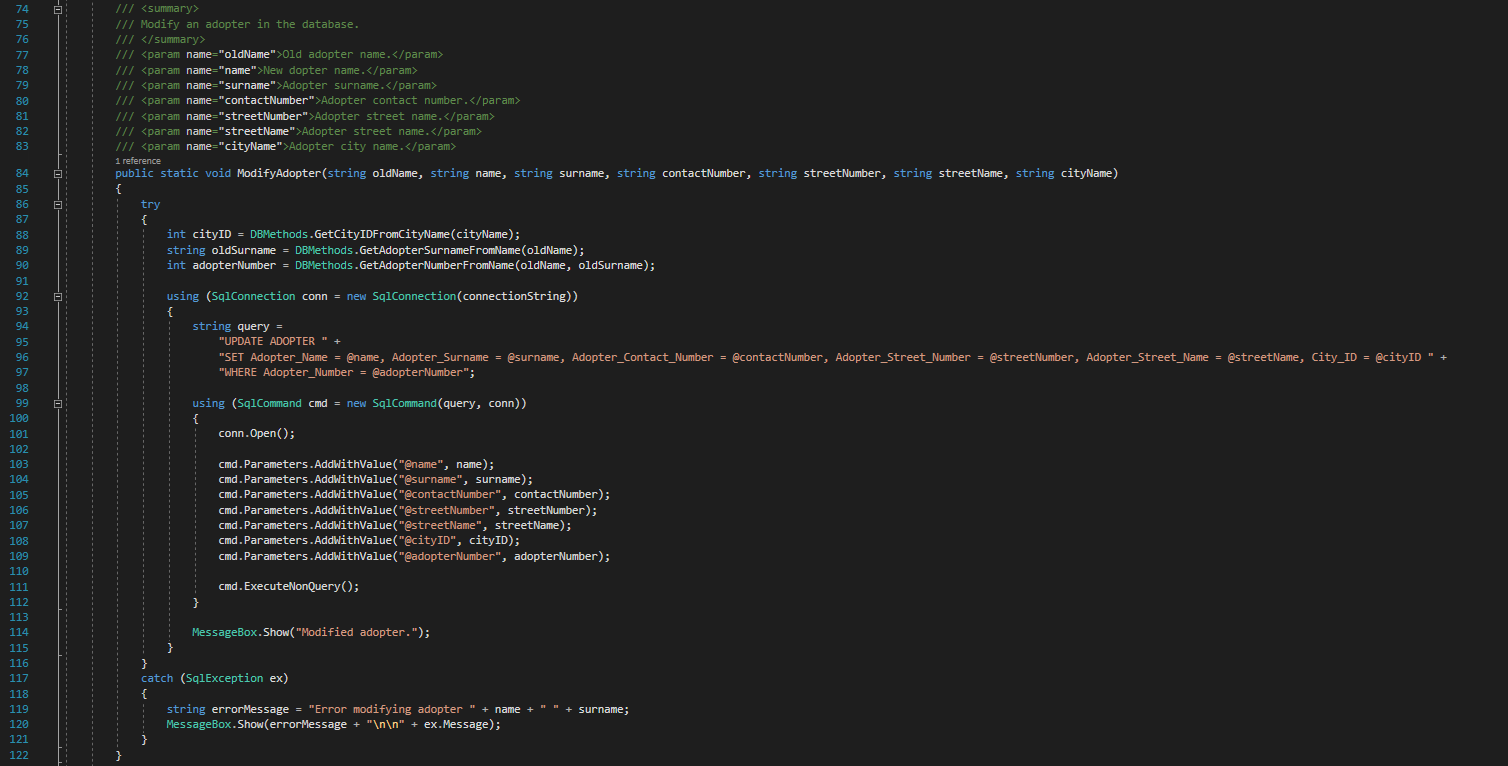 74 /// <summary>
75 /// Modify an adopter in the database.
76 /// </summary>
77 /// <param name="oldName">Old adopter name.</param>
78 /// <param name="name">New dopter name.</param>
79 /// <param name="surname">Adopter surname.</param>
80 /// <param name="contactNumber">Adopter contact number.</param>
81 /// <param name="streetNumber">Adopter street name.</param>
82 /// <param name="streetName">Adopter street name.</param>
83 /// <param name="cityName">Adopter city name.</param>
1 reference
84 public static void ModifyAdopter(string oldName, string name, string surname, string contactNumber, string streetNumber, string streetName, string cityName)
85 {
86 try
87 {
88 int cityID = DBMethods.GetCityIDFromCityName(cityName);
89 string oldSurname = DBMethods.GetAdopterSurnameFromName(oldName);
90 int adopterNumber = DBMethods.GetAdopterNumberFromName(oldName, oldSurname);
91
92 using (SqlConnection conn = new SqlConnection(connectionString))
93 {
94 string query =
95 "UPDATE ADOPTER " +
96 "SET Adopter_Name = @name, Adopter_Surname = @surname, Adopter_Contact_Number = @contactNumber, Adopter_Street_Number = @streetNumber, Adopter_Street_Name = @streetName, City_ID = @cityID " +
97 "WHERE Adopter_Number = @adopterNumber";
98
99 using (SqlCommand cmd = new SqlCommand(query, conn))
100 {
101 conn.Open();
102
103 cmd.Parameters.AddWithValue("@name", name);
104 cmd.Parameters.AddWithValue("@surname", surname);
105 cmd.Parameters.AddWithValue("@contactNumber", contactNumber);
106 cmd.Parameters.AddWithValue("@streetNumber", streetNumber);
107 cmd.Parameters.AddWithValue("@streetName", streetName);
108 cmd.Parameters.AddWithValue("@cityID", cityID);
109 cmd.Parameters.AddWithValue("@adopterNumber", adopterNumber);
110
111 cmd.ExecuteNonQuery();
112 }
113
114 MessageBox.Show("Modified adopter.");
115 }
116 }
117 catch (SqlException ex)
118 {
119 string errorMessage = "Error modifying adopter " + name + " " + surname;
120 MessageBox.Show(errorMessage + "\n\n" + ex.Message);
121 }
122 }